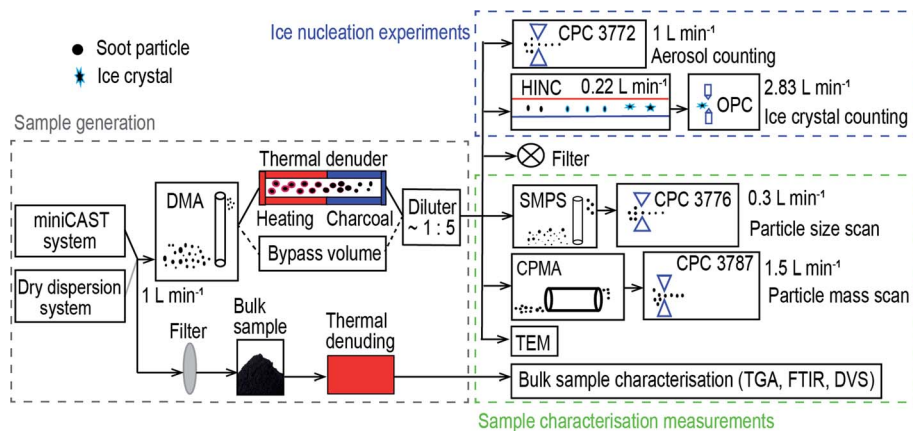 Ice nucleation experiments
Soot particle
Ice crystal
CPC 3772
1 L min⁻¹
Aerosol counting
HINC
0.22 L min⁻¹
OPC
2.83 L min⁻¹
Ice crystal counting
Filter
Sample generation
miniCAST
system
Dry dispersion
system
DMA
1 L min⁻¹
Thermal denuder
Heating
Charcoal
Bypass volume
Diluter
~ 1 : 5
Filter
Bulk
sample
Thermal
denuding
SMPS
CPC 3776
0.3 L min⁻¹
Particle size scan
CPMA
CPC 3787
1.5 L min⁻¹
Particle mass scan
TEM
Bulk sample characterisation (TGA, FTIR, DVS)
Sample characterisation measurements